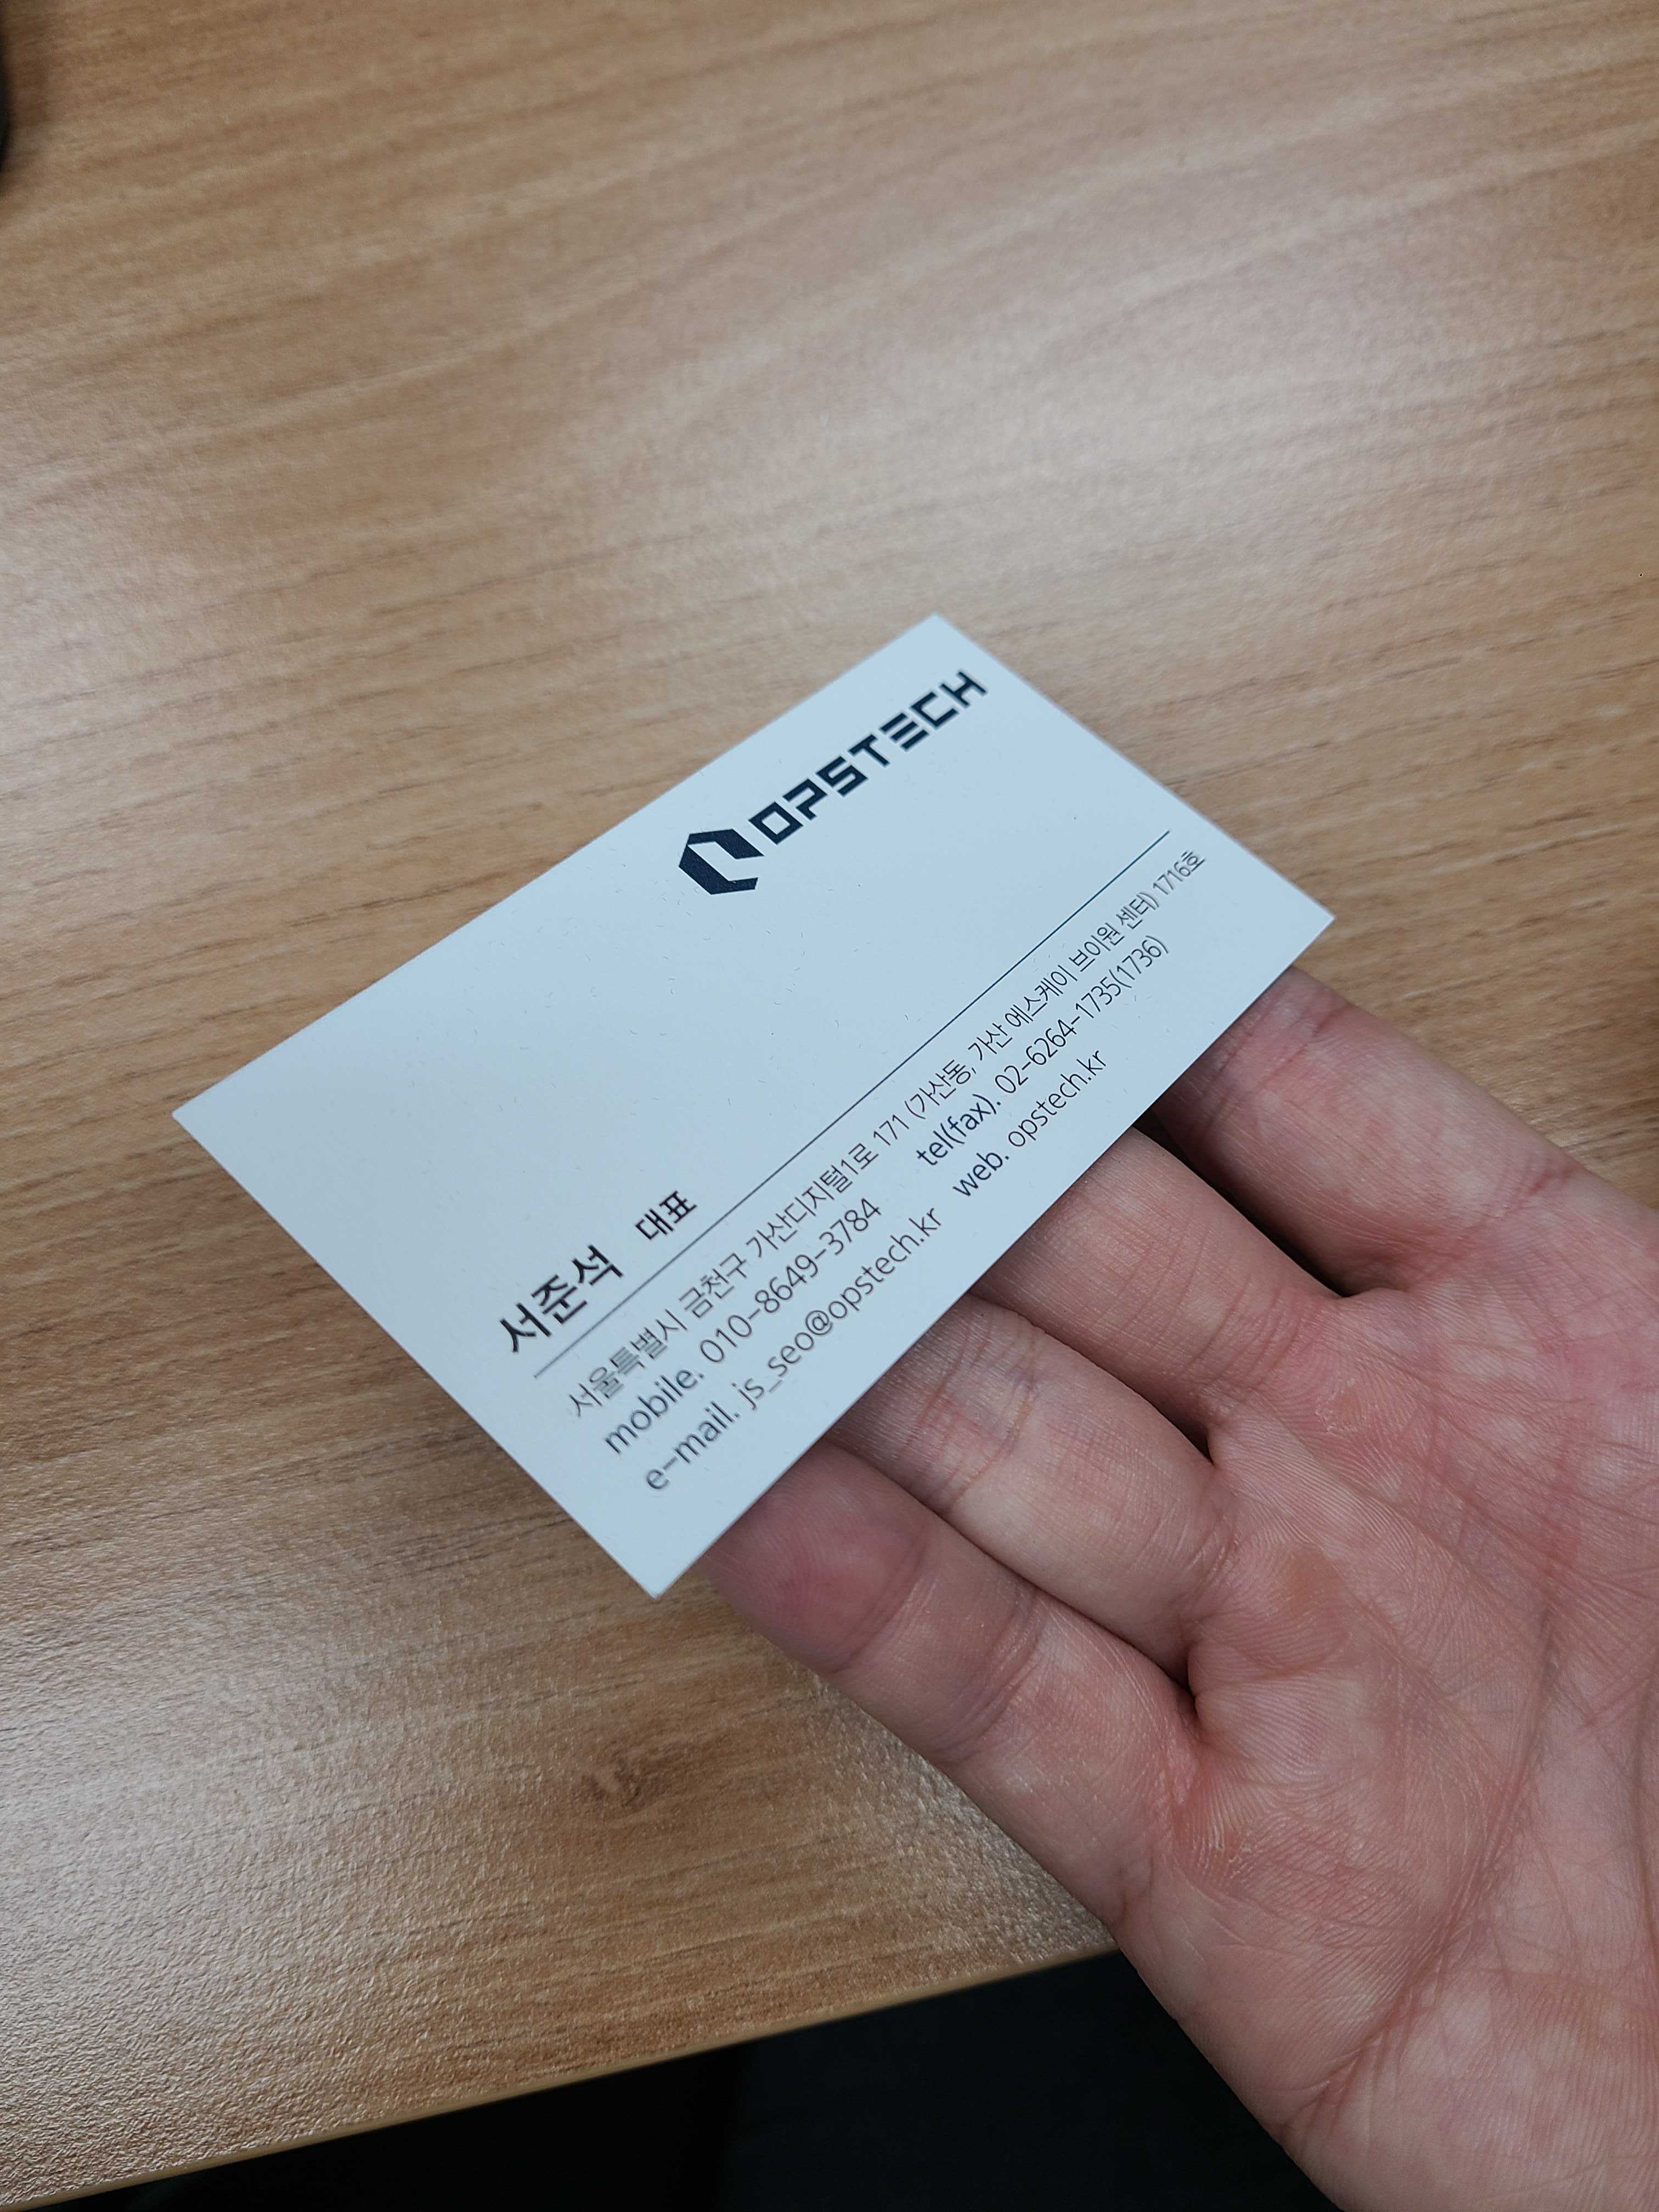 OPSTECH
서준석 대표
서울특별시 금천구 가산디지털1로 171 (가산동, 가산 에스케이 브이원 센터) 1716호
mobile. 010-8649-3784 tel(fax). 02-6264-1735(1736)
e-mail. js_seo@opstech.kr web. opstech.kr